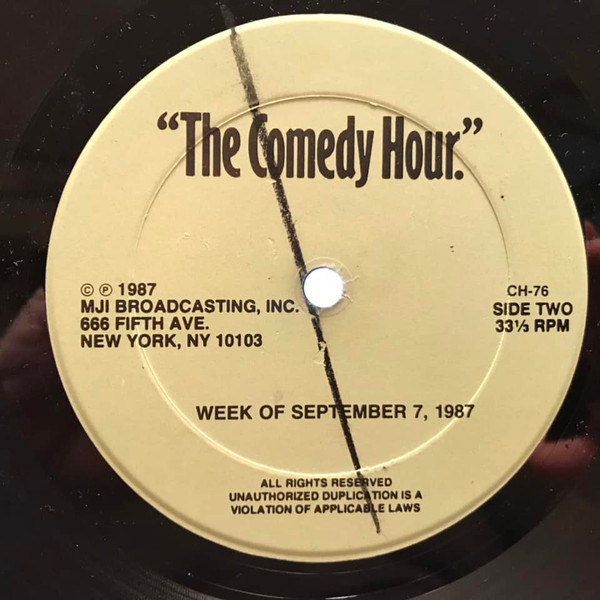 “The Comedy Hour.”
© ℗ 1987
MJI BROADCASTING, INC.
666 FIFTH AVE.
NEW YORK, NY 10103
CH-76
SIDE TWO
33⅓ RPM
WEEK OF SEPTEMBER 7, 1987
ALL RIGHTS RESERVED
UNAUTHORIZED DUPLICATION IS A
VIOLATION OF APPLICABLE LAWS